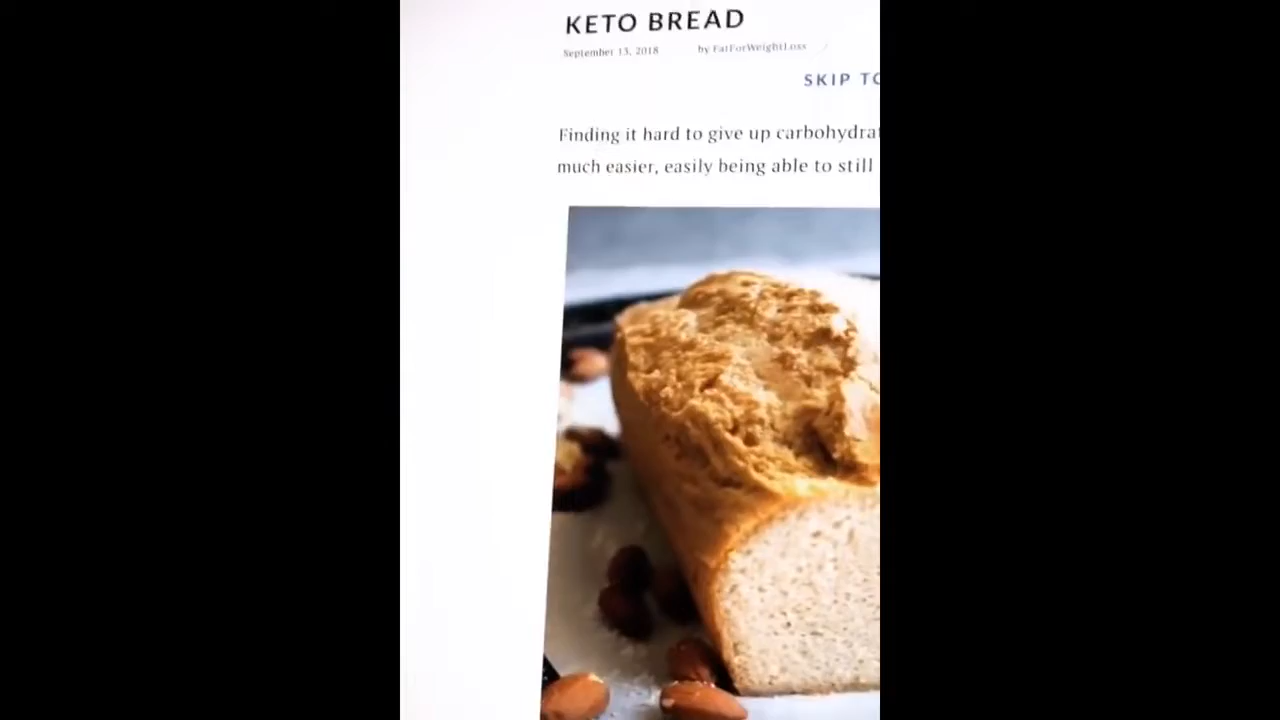 KETO BREAD
September 13, 2018 by FatForWeightLoss
SKIP TO
Finding it hard to give up carbohydrat
much easier, easily being able to still